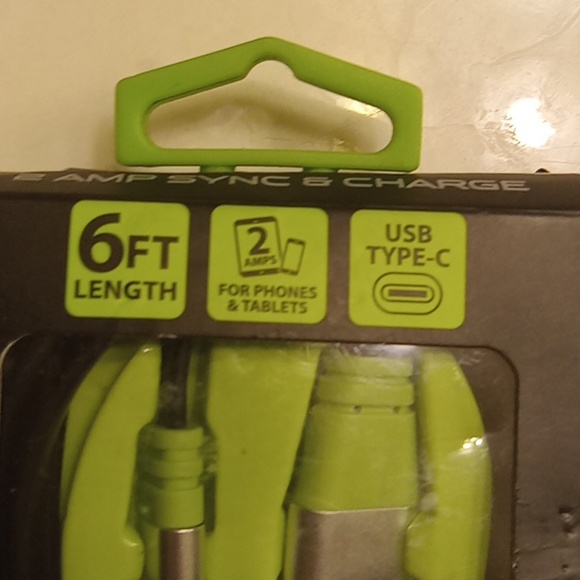 2 AMP SYNC & CHARGE
6FT
LENGTH
2
AMPS
FOR PHONES
& TABLETS
USB
TYPE-C